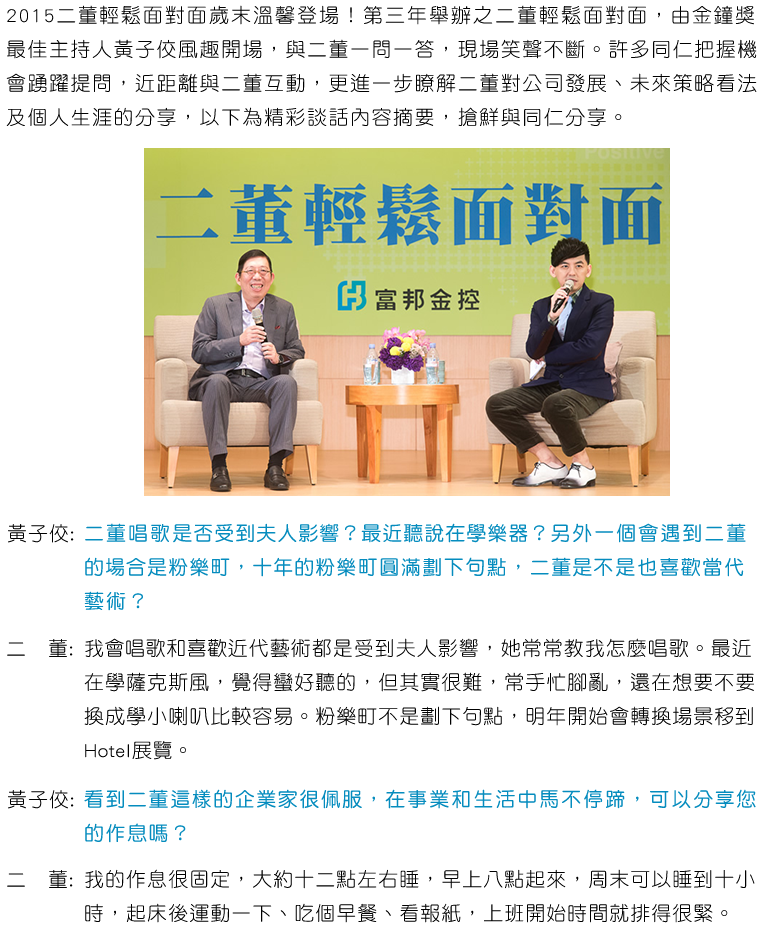 2015二董輕鬆面對面歲末溫馨登場！第三年舉辦之二董輕鬆面對面，由金鐘獎
最佳主持人黃子佼風趣開場，與二董一問一答，現場笑聲不斷。許多同仁把握機
會踴躍提問，近距離與二董互動，更進一步瞭解二董對公司發展、未來策略看法
及個人生涯的分享，以下為精彩談話內容摘要，搶鮮與同仁分享。
Positive
二董輕鬆面對面
富邦金控
黃子佼: 二董唱歌是否受到夫人影響？最近聽說在學樂器？另外一個會遇到二董
的場合是粉樂町，十年的粉樂町圓滿劃下句點，二董是不是也喜歡當代
藝術？
二　董: 我會唱歌和喜歡近代藝術都是受到夫人影響，她常常教我怎麼唱歌。最近
在學薩克斯風，覺得蠻好聽的，但其實很難，常手忙腳亂，還在想要不要
換成學小喇叭比較容易。粉樂町不是劃下句點，明年開始會轉換場景移到
Hotel展覽。
黃子佼: 看到二董這樣的企業家很佩服，在事業和生活中馬不停蹄，可以分享您
的作息嗎？
二　董: 我的作息很固定，大約十二點左右睡，早上八點起來，周末可以睡到十小
時，起床後運動一下、吃個早餐、看報紙，上班開始時間就排得很緊。